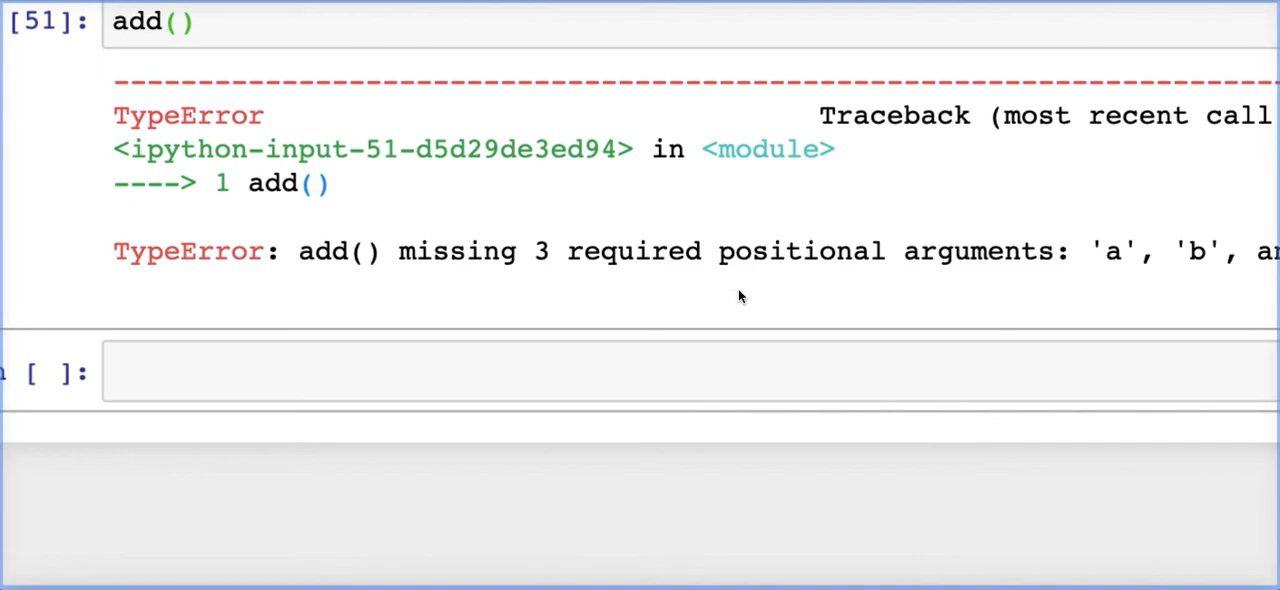 [51]: add()
--------------------------------------------------------------------
TypeError Traceback (most recent call
<ipython-input-51-d5d29de3ed94> in <module>
----> 1 add()
TypeError: add() missing 3 required positional arguments: 'a', 'b',
[ ]: